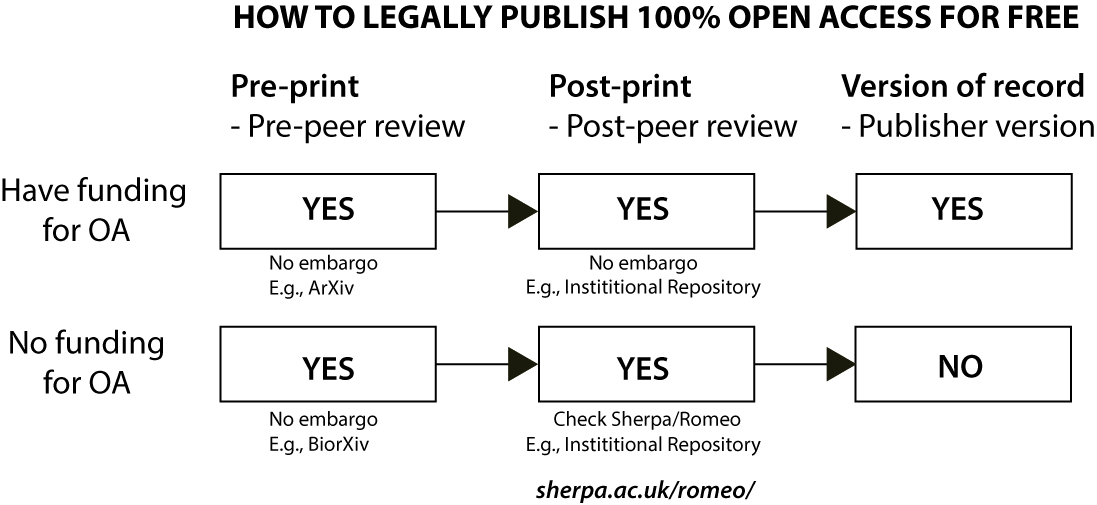 HOW TO LEGALLY PUBLISH 100% OPEN ACCESS FOR FREE
Pre-print
- Pre-peer review
Post-print
- Post-peer review
Version of record
- Publisher version
Have funding
for OA
YES
No embargo
E.g., ArXiv
YES
No embargo
E.g., Instititional Repository
YES
No funding
for OA
YES
No embargo
E.g., BiorXiv
YES
Check Sherpa/Romeo
E.g., Instititional Repository
NO
sherpa.ac.uk/romeo/